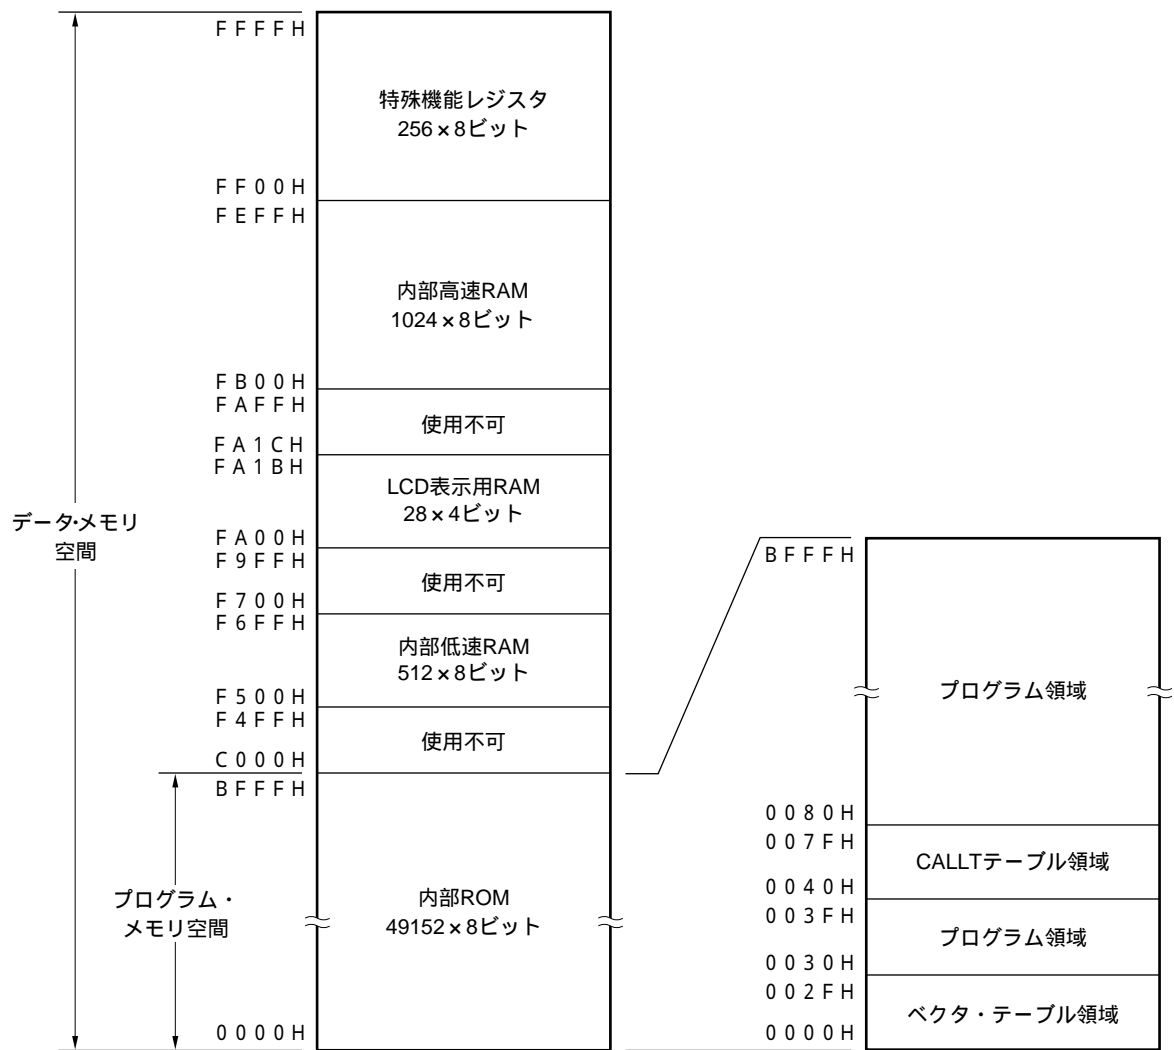 FFFFH
特殊機能レジスタ
256×8ビット
FF00H
FEFFH
内部高速RAM
1024×8ビット
FB00H
FAFFH
使用不可
FA1CH
FA1BH
LCD表示用RAM
28×4ビット
データ・メモリ
空間
FA00H
F9FFH
使用不可
F700H
F6FFH
内部低速RAM
512×8ビット
F500H
F4FFH
使用不可
C000H
BFFFH
プログラム・
メモリ空間
内部ROM
49152×8ビット
0000H
BFFFH
プログラム領域
0080H
007FH
CALLTテーブル領域
0040H
003FH
プログラム領域
0030H
002FH
ベクタ・テーブル領域
0000H